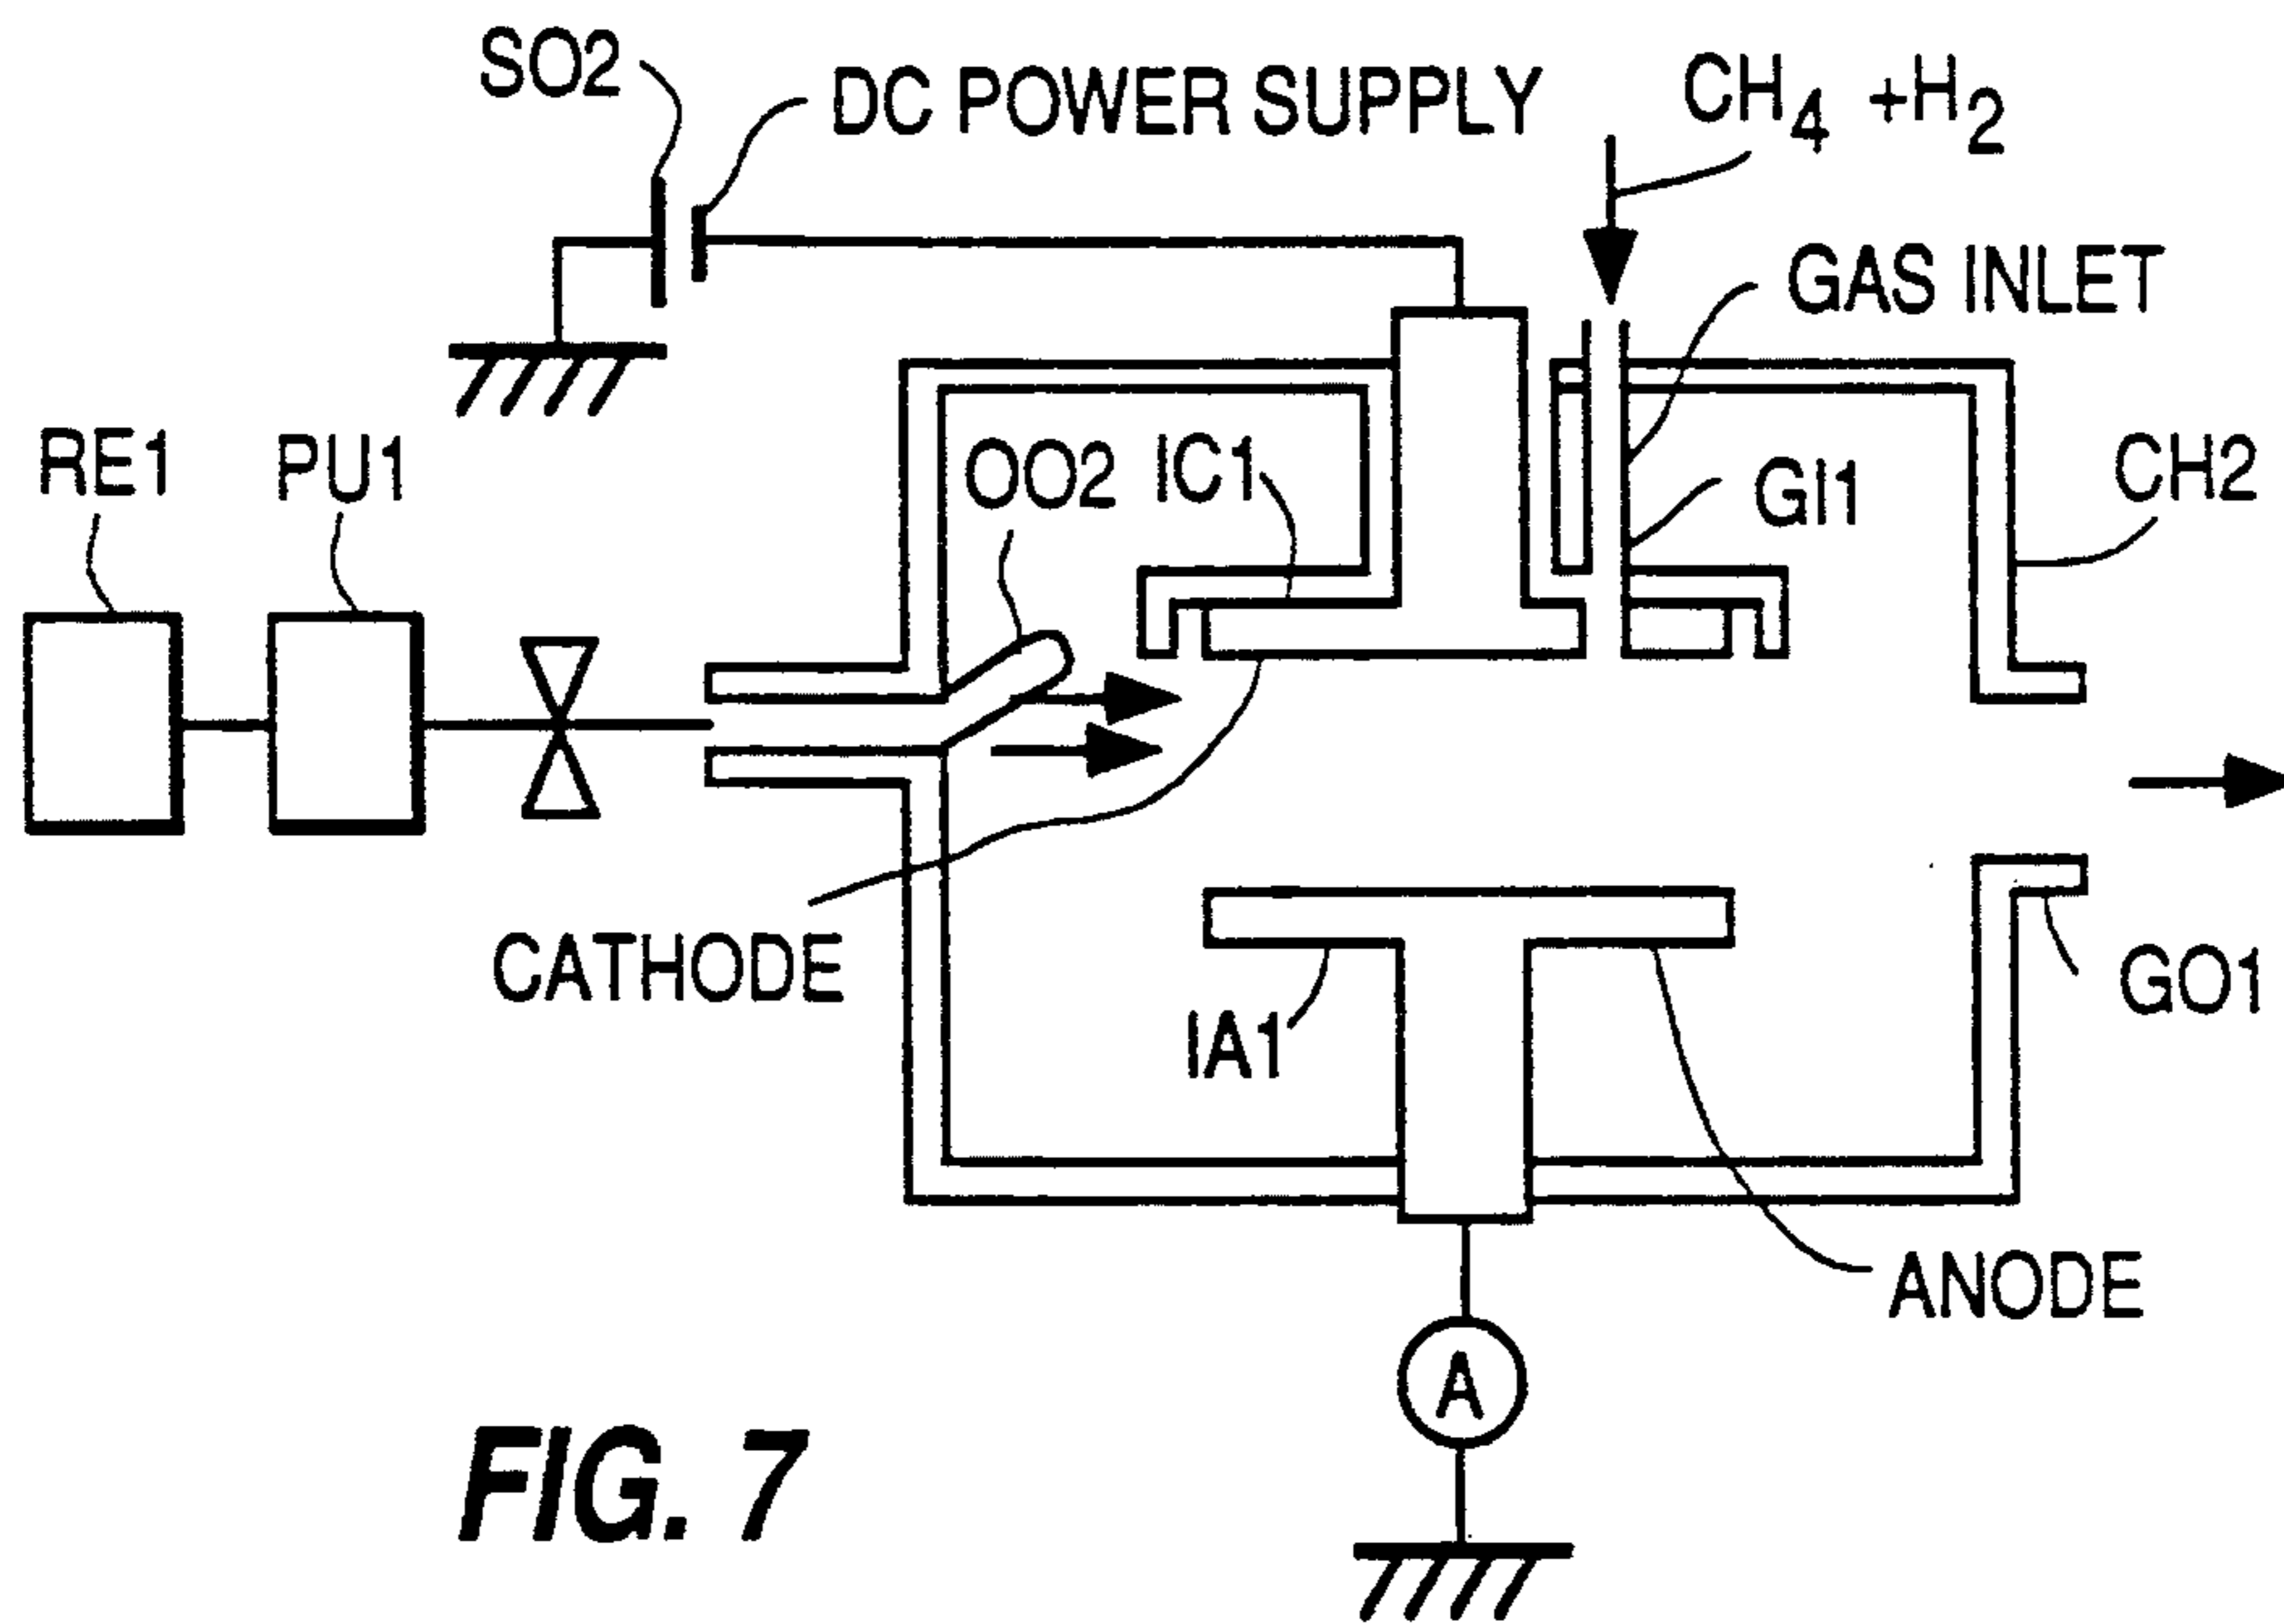 SO2
DC POWER SUPPLY
CH4 +H2
GAS INLET
RE1
PU1
OO2
IC1
GI1
CH2
CATHODE
IA1
GO1
ANODE
A
FIG. 7